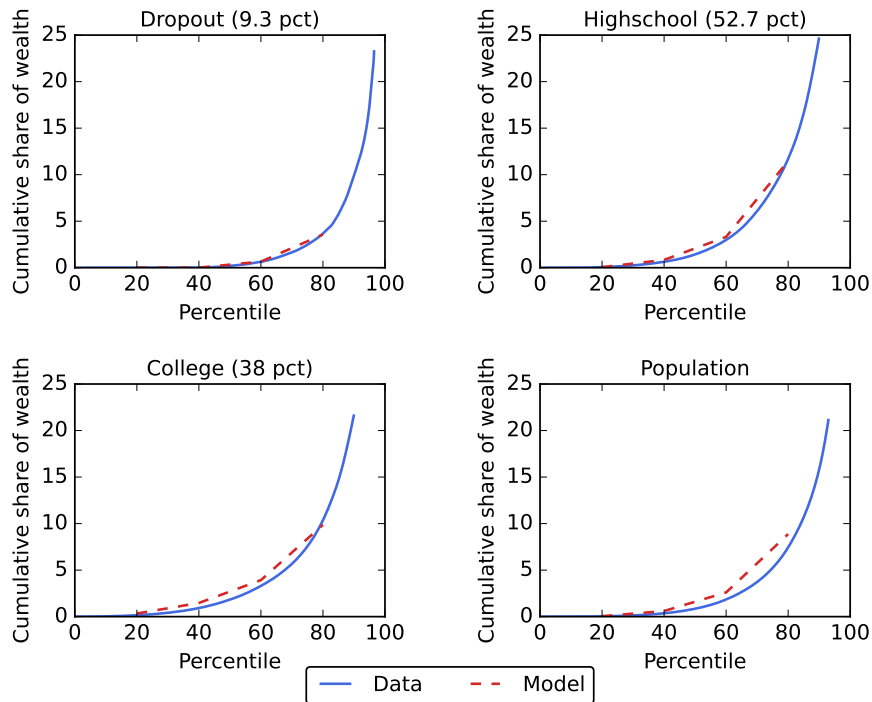 Dropout (9.3 pct)
Cumulative share of wealth
25
20
15
10
5
0
0 20 40 60 80 100
Percentile
Highschool (52.7 pct)
Cumulative share of wealth
25
20
15
10
5
0
0 20 40 60 80 100
Percentile
College (38 pct)
Cumulative share of wealth
25
20
15
10
5
0
0 20 40 60 80 100
Percentile
Population
Cumulative share of wealth
25
20
15
10
5
0
0 20 40 60 80 100
Percentile
Data Model